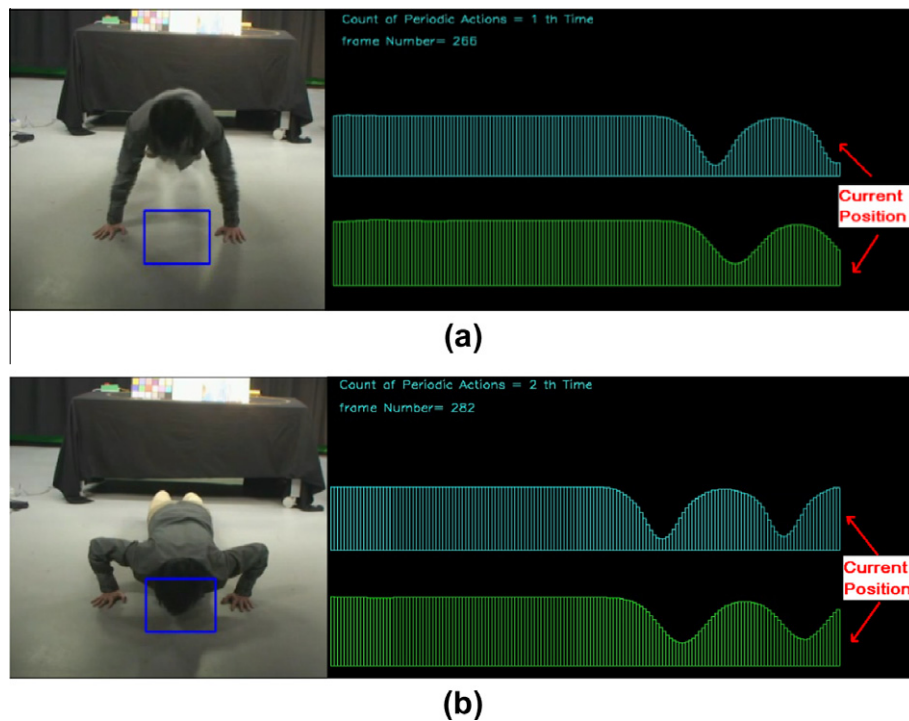 Count of Periodic Actions = 1 th Time
frame Number= 266
Current
Position
(a)
Count of Periodic Actions = 2 th Time
frame Number= 282
Current
Position
(b)